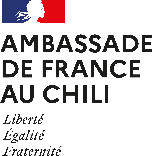 AMBASSADE
DE FRANCE
AU CHILI
Liberté
Égalité
Fraternité